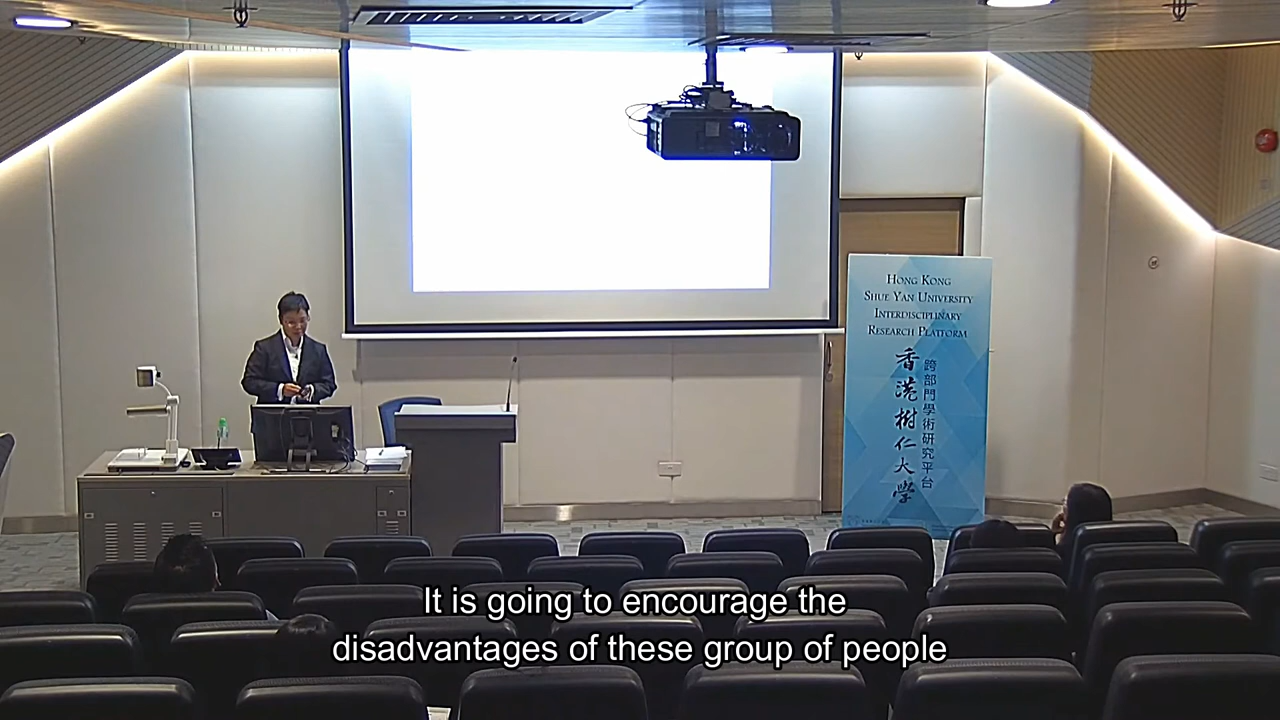 HONG KONG
SHUE YAN UNIVERSITY
INTERDISCIPLINARY
RESEARCH PLATFORM
香港樹仁大學
跨部門學術研究平台
It is going to encourage the
disadvantages of these group of people